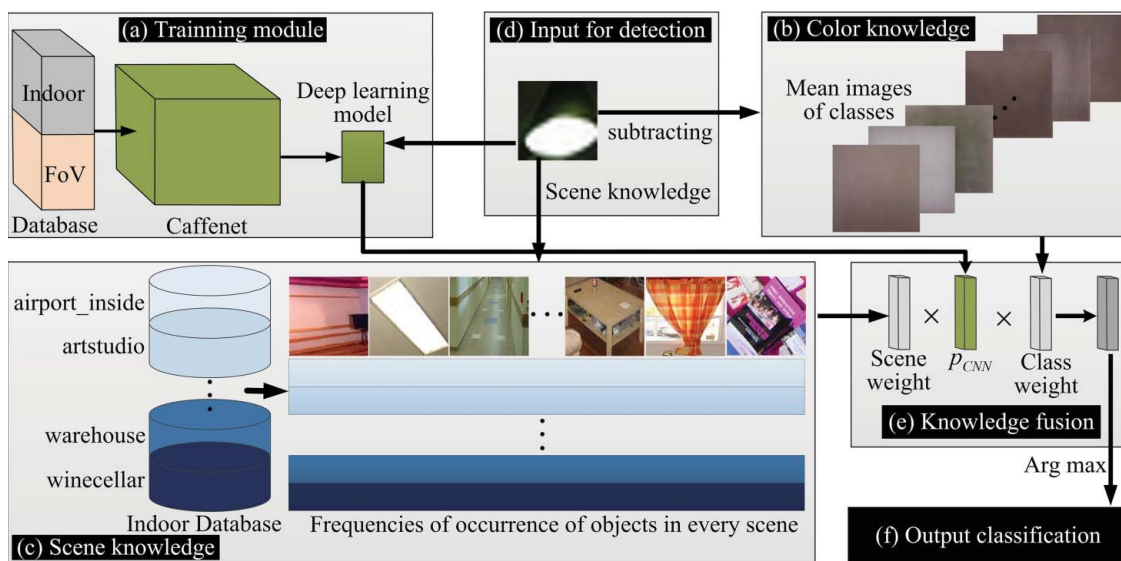 (a) Trainning module
Indoor
FoV
Database
Caffenet
Deep learning
model
(d) Input for detection
subtracting
Scene knowledge
(b) Color knowledge
Mean images
of classes
airport_inside
artstudio
warehouse
winecellar
Indoor Database
Frequencies of occurrence of objects in every scene
(c) Scene knowledge
× ×
Scene
weight
pCNN
Class
weight
(e) Knowledge fusion
Arg max
(f) Output classification